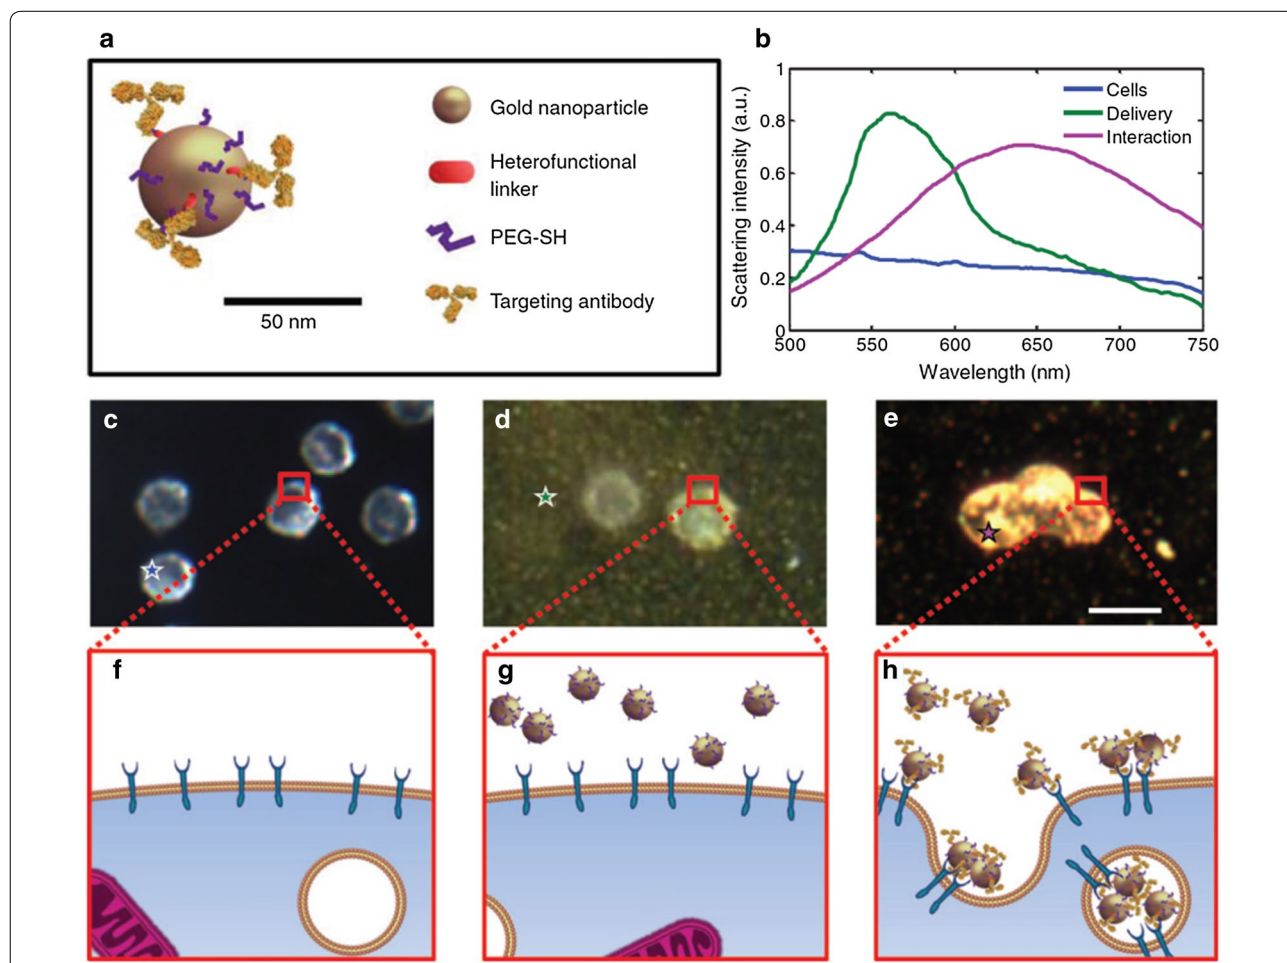 a
Gold nanoparticle
Heterofunctional
linker
PEG-SH
Targeting antibody
50 nm
b
Scattering intensity (a.u.)
1
0.8
0.6
0.4
0.2
0
500 550 600 650 700 750
Wavelength (nm)
Cells
Delivery
Interaction
c
d
e
f
g
h